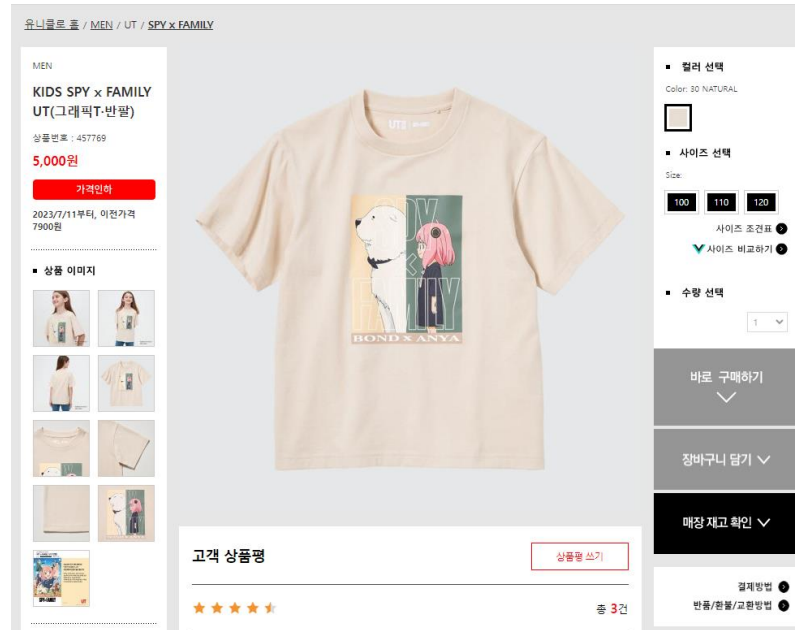 유니클로 홈 / MEN / UT / SPY x FAMILY
MEN
KIDS SPY x FAMILY
UT(그래픽T·반팔)
상품번호 : 457769
5,000원
가격인하
2023/7/11부터, 이전가격
7900원
상품 이미지
UT
SPY
×
FAMILY
BOND X ANYA
고객 상품평
상품평 쓰기
총 3건
컬러 선택
Color: 30 NATURAL
사이즈 선택
Size:
100 110 120
사이즈 조견표
사이즈 비교하기
수량 선택
1
바로 구매하기
장바구니 담기
매장 재고 확인
결제방법
반품/환불/교환방법